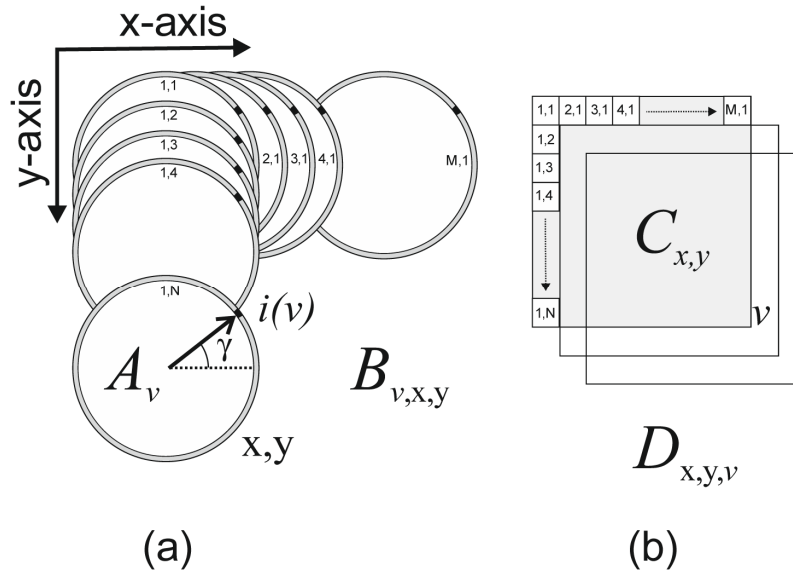 x-axis
y-axis
1,1
1,2
1,3
1,4
2,1
3,1
4,1
M,1
1,N
i(v)
γ
A_v
x,y
B_v,x,y
(a)
1,1 2,1 3,1 4,1 M,1
1,2
1,3
1,4
1,N
C_x,y
v
D_x,y,v
(b)